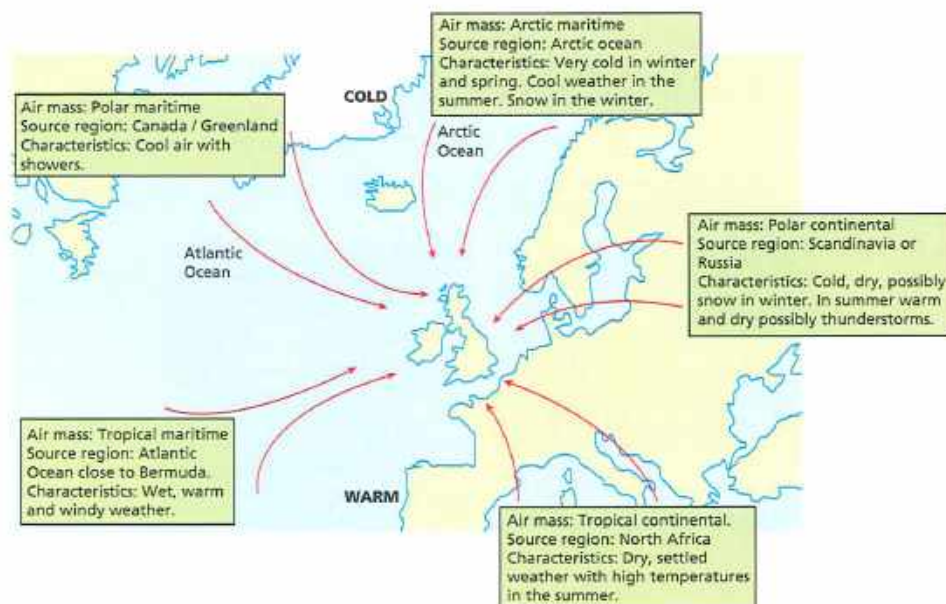 Air mass: Arctic maritime
Source region: Arctic ocean
Characteristics: Very cold in winter
and spring. Cool weather in the
summer. Snow in the winter.
COLD
Air mass: Polar maritime
Source region: Canada / Greenland
Characteristics: Cool air with
showers.
Arctic
Ocean
Air mass: Polar continental
Source region: Scandinavia or
Russia
Characteristics: Cold, dry, possibly
snow in winter. In summer warm
and dry possibly thunderstorms.
Atlantic
Ocean
Air mass: Tropical maritime
Source region: Atlantic
Ocean close to Bermuda.
Characteristics: Wet, warm
and windy weather.
WARM
Air mass: Tropical continental.
Source region: North Africa
Characteristics: Dry, settled
weather with high temperatures
in the summer.